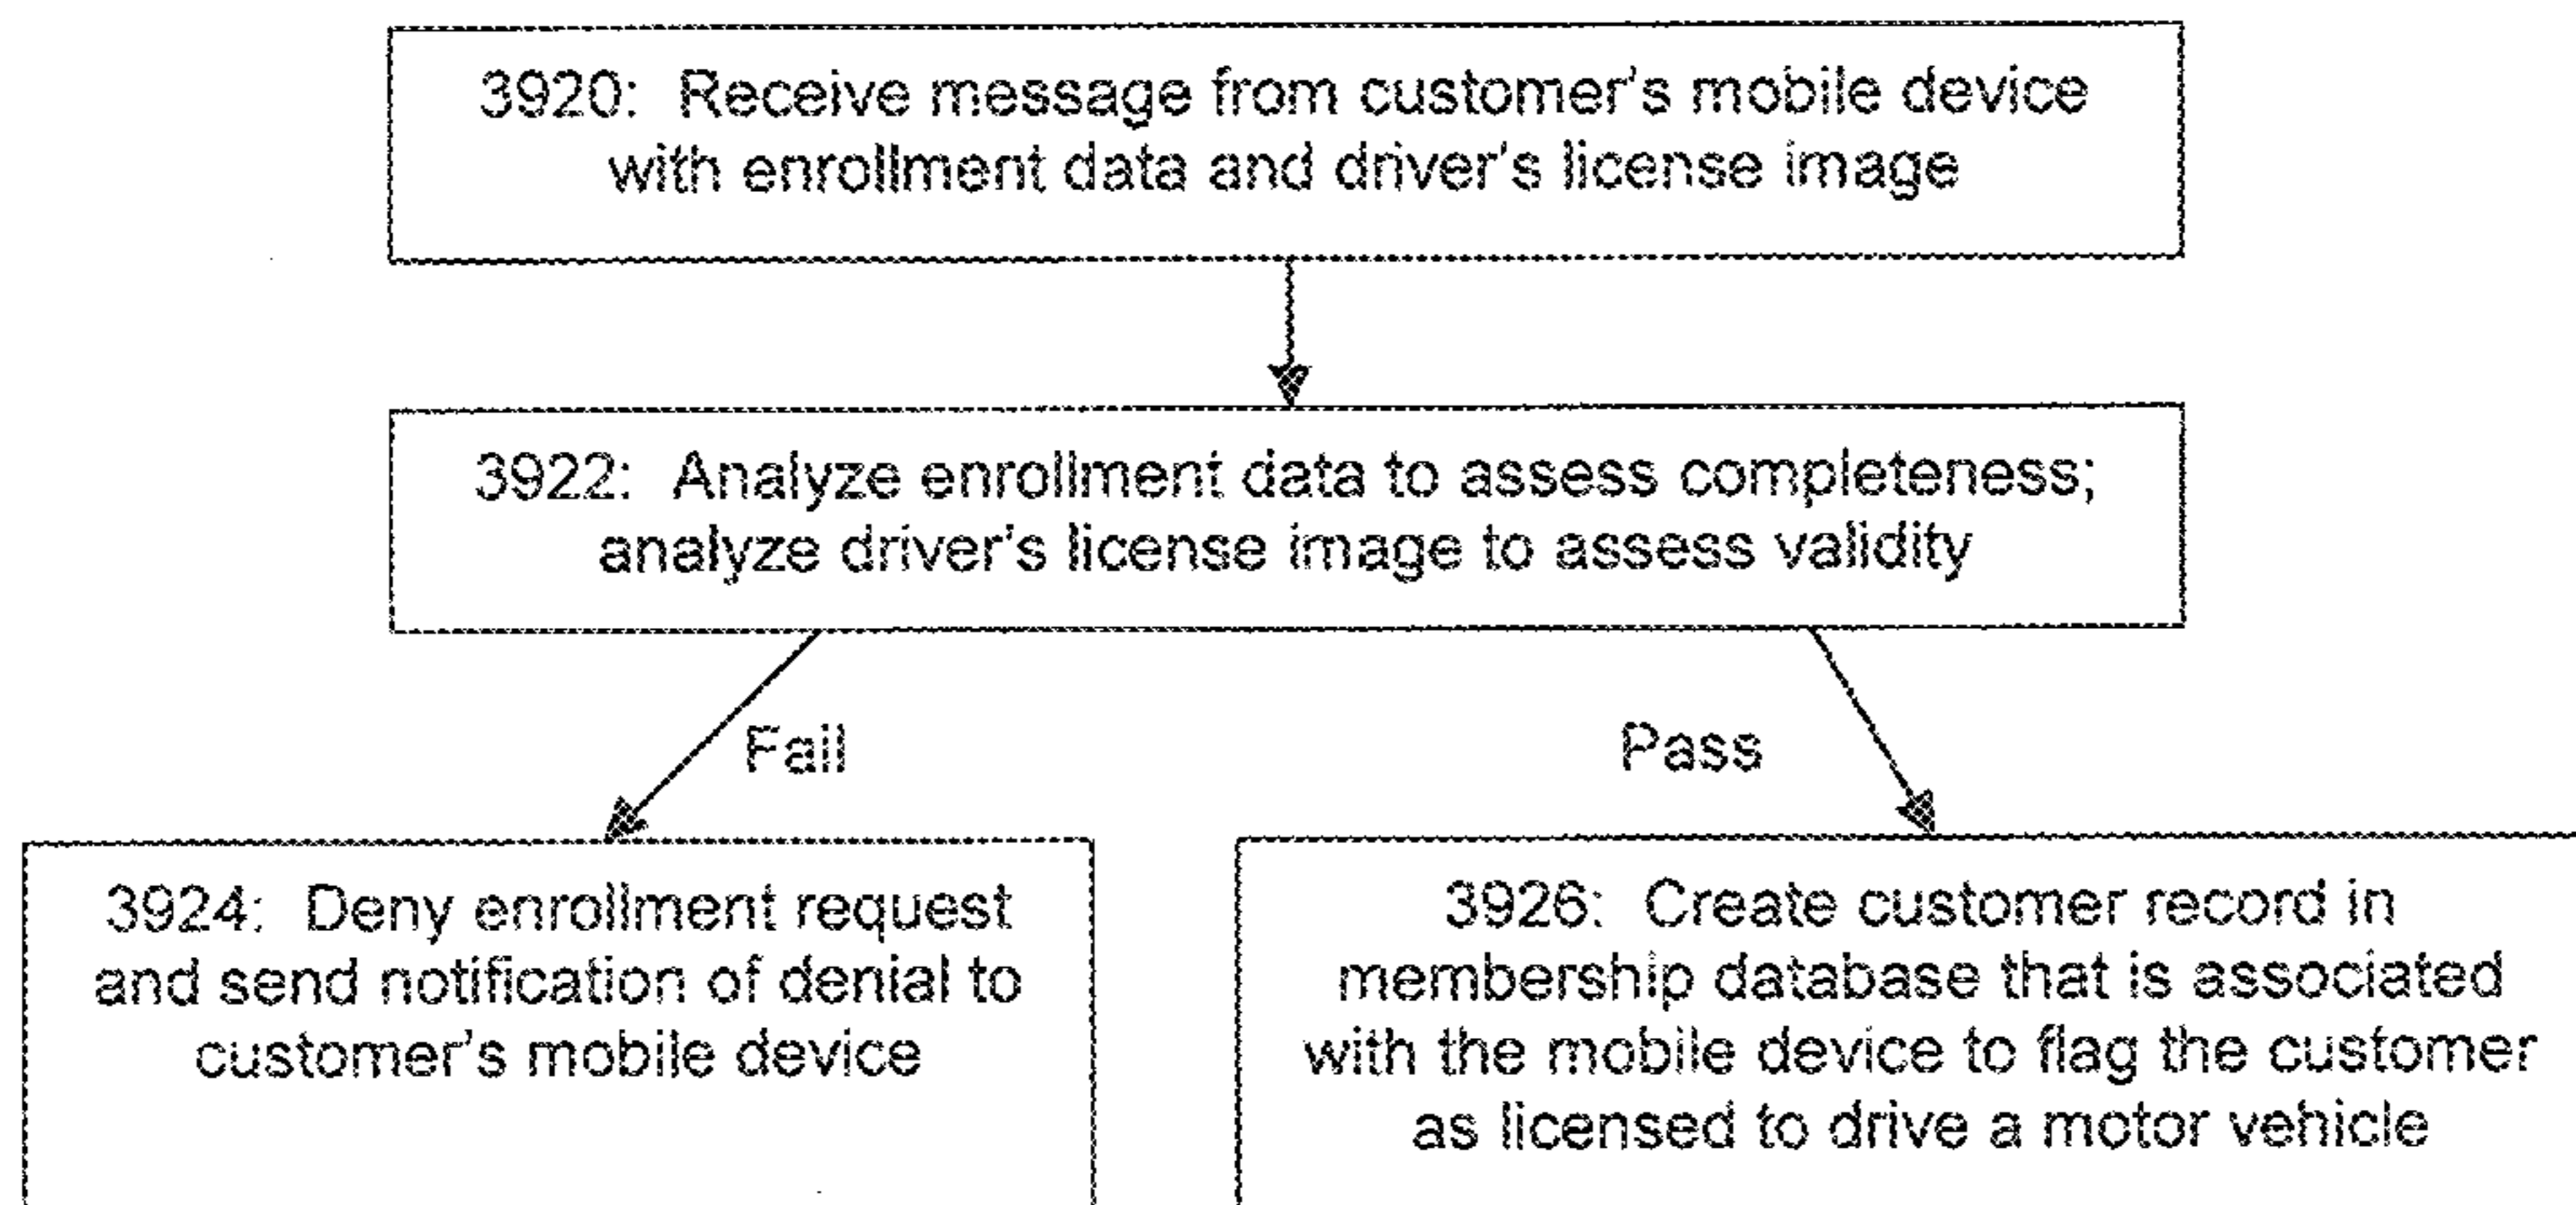 3920: Receive message from customer's mobile device
with enrollment data and driver's license image
3922: Analyze enrollment data to assess completeness;
analyze driver's license image to assess validity
Fail
Pass
3924: Deny enrollment request
and send notification of denial to
customer's mobile device
3926: Create customer record in
membership database that is associated
with the mobile device to flag the customer
as licensed to drive a motor vehicle